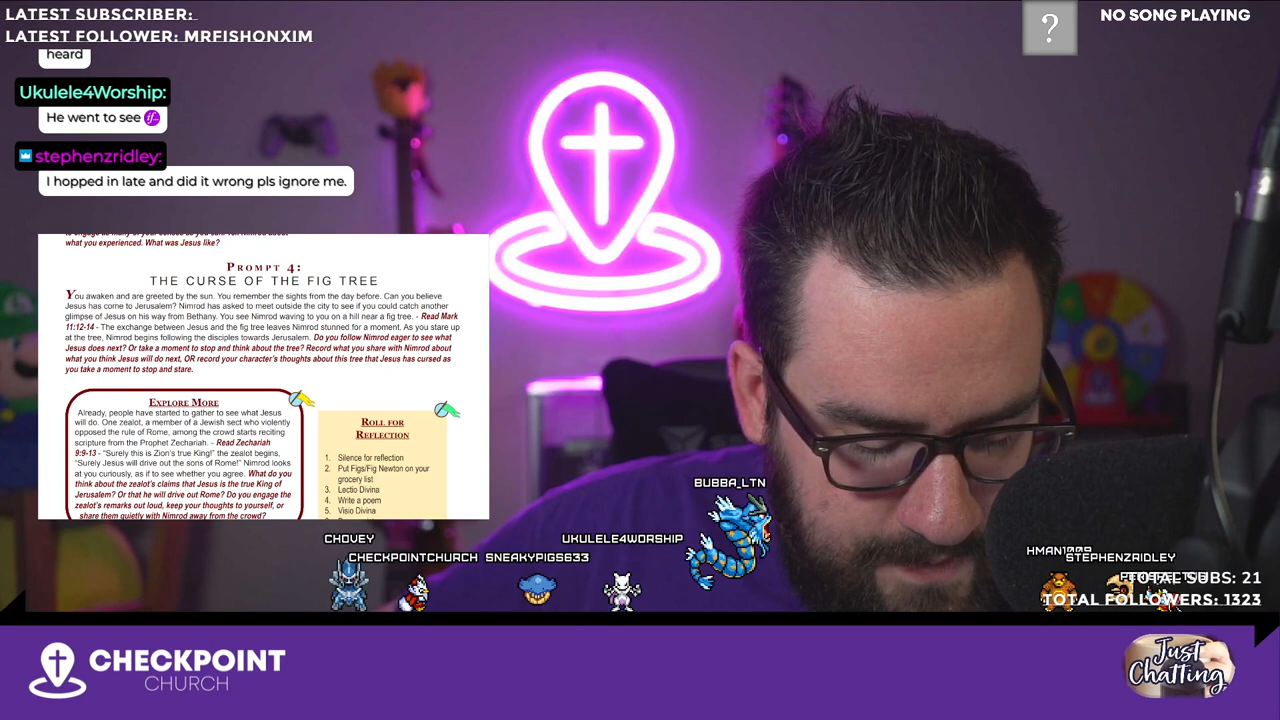 LATEST SUBSCRIBER:
LATEST FOLLOWER: MRFISHONXIM
NO SONG PLAYING
?
heard
Ukulele4Worship:
He went to see
stephenzridley:
I hopped in late and did it wrong pls ignore me.
what you experienced. What was Jesus like?
PROMPT 4:
THE CURSE OF THE FIG TREE
You awaken and are greeted by the sun. You remember the sights from the day before. Can you believe
Jesus has come to Jerusalem? Nimrod has asked to meet outside the city to see if you could catch another
glimpse of Jesus on his way from Bethany. You see Nimrod waving to you on a hill near a fig tree. - Read Mark
11:12-14 - The exchange between Jesus and the fig tree leaves Nimrod stunned for a moment. As you stare up
at the tree, Nimrod begins following the disciples towards Jerusalem. Do you follow Nimrod eager to see what
Jesus does next? Or take a moment to stop and think about the tree? Record what you share with Nimrod about
what you think Jesus will do next, OR record your character's thoughts about this tree that Jesus has cursed as
you take a moment to stop and stare.
EXPLORE MORE
Already, people have started to gather to see what Jesus
will do. One zealot, a member of a Jewish sect who violently
opposed the rule of Rome, among the crowd starts reciting
scripture from the Prophet Zechariah. - Read Zechariah
9:9-13 - "Surely this is Zion's true King!" the zealot begins,
"Surely Jesus will drive out the sons of Rome!" Nimrod looks
at you curiously, as if to see whether you agree. What do you
think about the zealot's claims that Jesus is the true King of
Jerusalem? Or that he will drive out Rome? Do you engage the
zealot's remarks out loud, keep your thoughts to yourself, or
share them quietly with Nimrod away from the crowd?
ROLL FOR
REFLECTION
1. Silence for reflection
2. Put Figs/Fig Newton on your
grocery list
3. Lectio Divina
4. Write a poem
5. Visio Divina
BUBBA_LTN
CHOVEY
CHECKPOINTCHURCH
SNEAKYPIGS633
UKULELE4WORSHIP
HMAN1009
STEPHENZRIDLEY
TOTAL SUBS: 21
TOTAL FOLLOWERS: 1323
CHECKPOINT
CHURCH
Just
Chatting